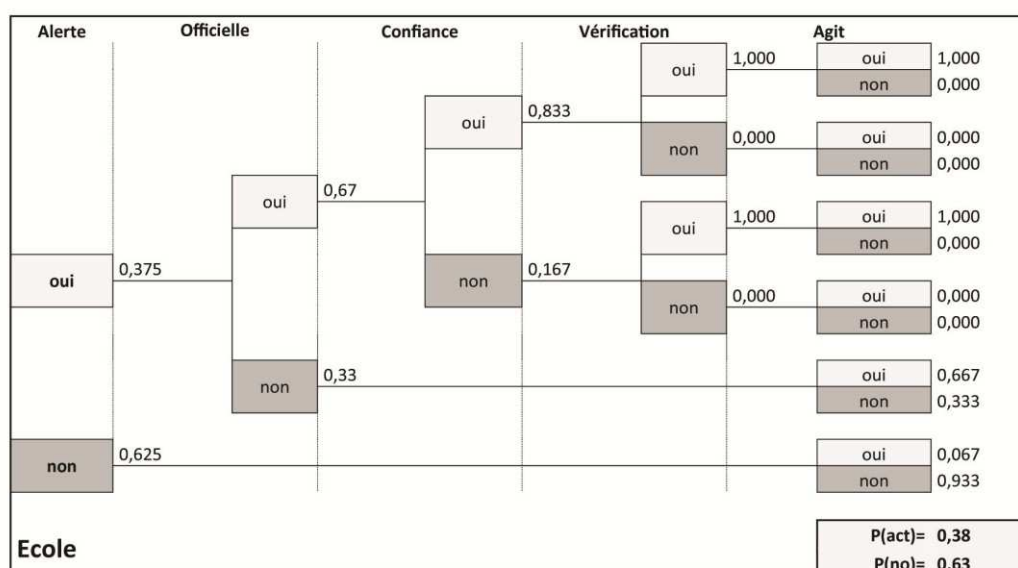 Alerte Officielle Confiance Vérification Agit
oui 1,000 oui 1,000
non 0,000
oui 0,833
non 0,000 oui 0,000
non 0,000
oui 0,67
oui 1,000 oui 1,000
non 0,000
oui 0,375
non 0,167
non 0,000 oui 0,000
non 0,000
non 0,33 oui 0,667
non 0,333
non 0,625 oui 0,067
non 0,933
Ecole
P(act)= 0,38
P(no)= 0,63